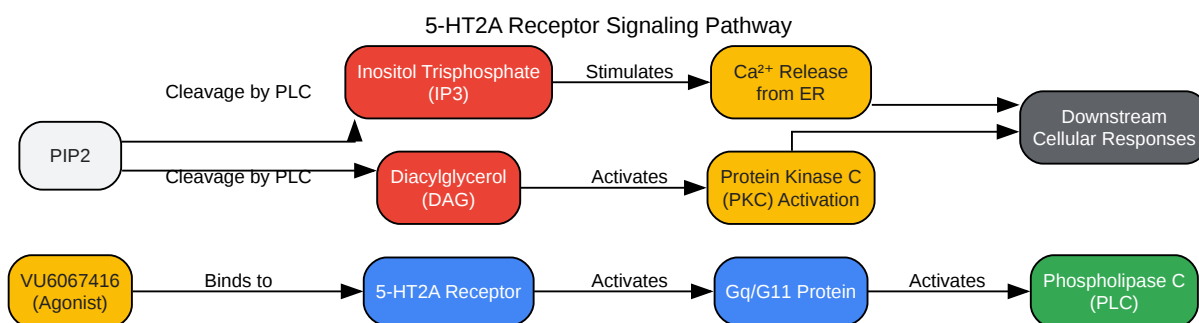 5-HT2A Receptor Signaling Pathway
Inositol Trisphosphate
(IP3)
Stimulates
Ca²⁺ Release
from ER
Cleavage by PLC
Downstream
Cellular Responses
PIP2
Cleavage by PLC
Diacylglycerol
(DAG)
Activates
Protein Kinase C
(PKC) Activation
VU6067416
(Agonist)
Binds to
5-HT2A Receptor
Activates
Gq/G11 Protein
Activates
Phospholipase C
(PLC)